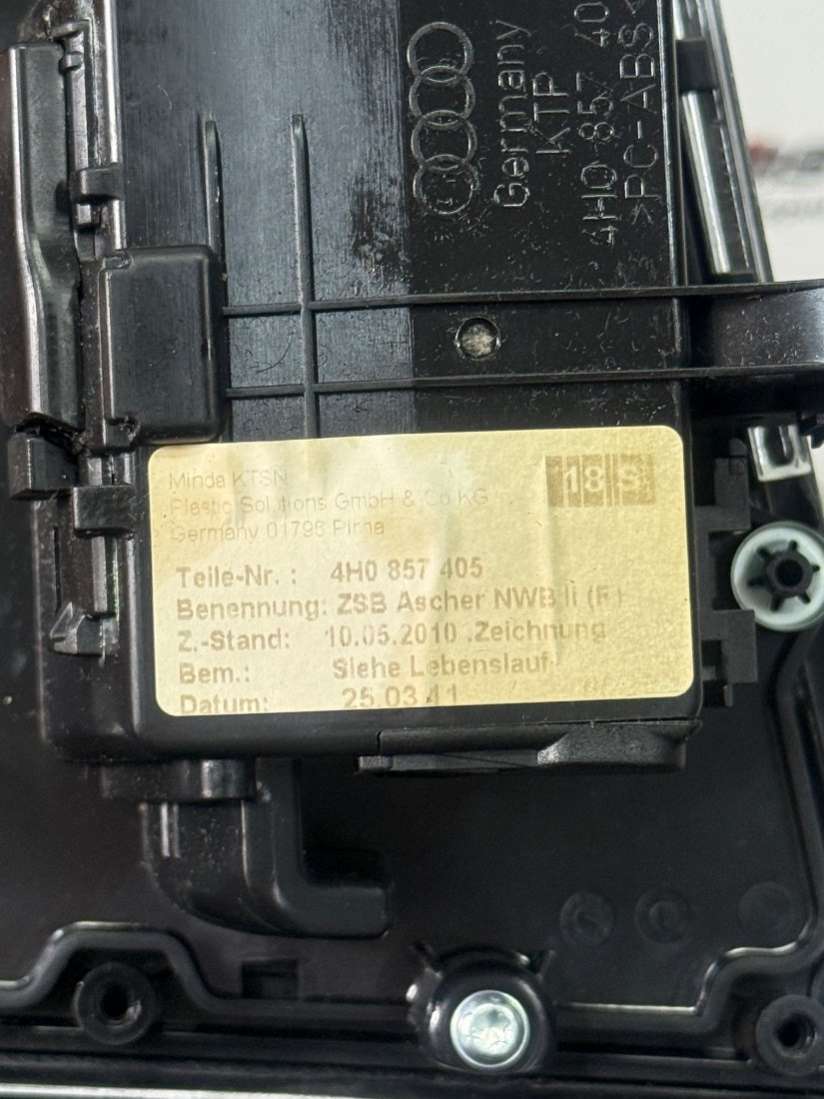 Germany
KTP
4H0 857 40
>PC-ABS<
Minda KTSN
Plastic Solutions GmbH & Co KG
Germany 01796 Pirna
18 S
Teile-Nr.: 4H0 857 405
Benennung: ZSB Ascher NWB li (F)
Z.-Stand: 10.05.2010 .Zeichnung
Bem.: Siehe Lebenslauf
Datum: 25.03